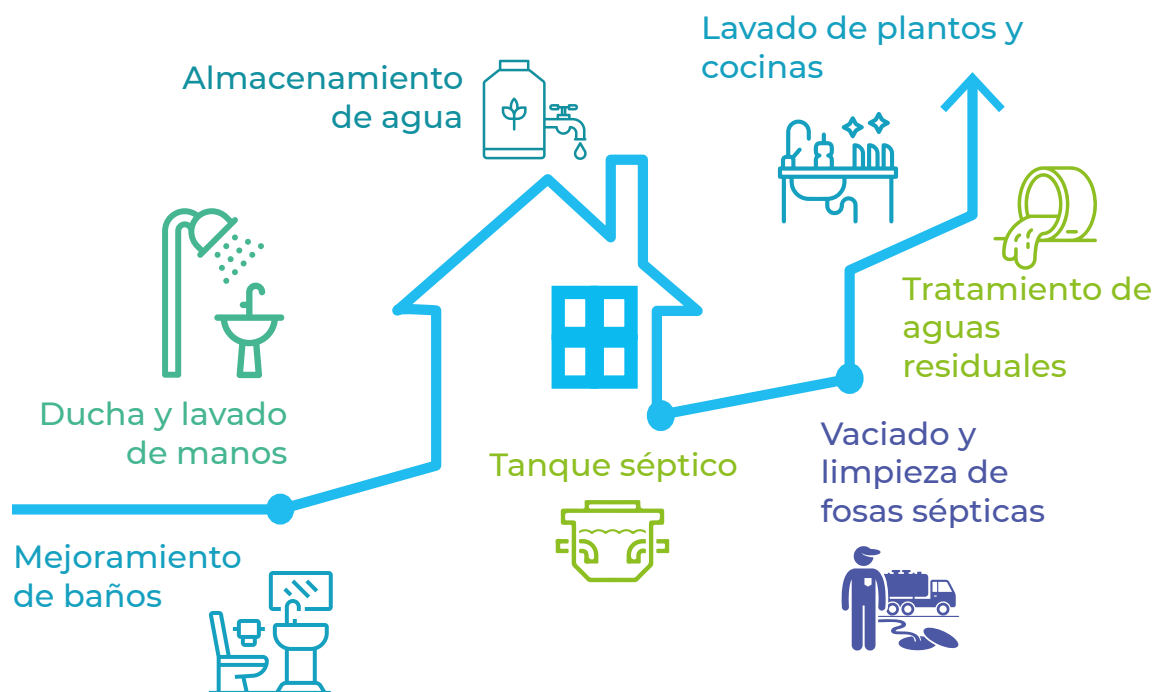 Lavado de plantos y
cocinas
Almacenamiento
de agua
Tratamiento de
aguas
residuales
Ducha y lavado
de manos
Tanque séptico
Vaciado y
limpieza de
fosas sépticas
Mejoramiento
de baños